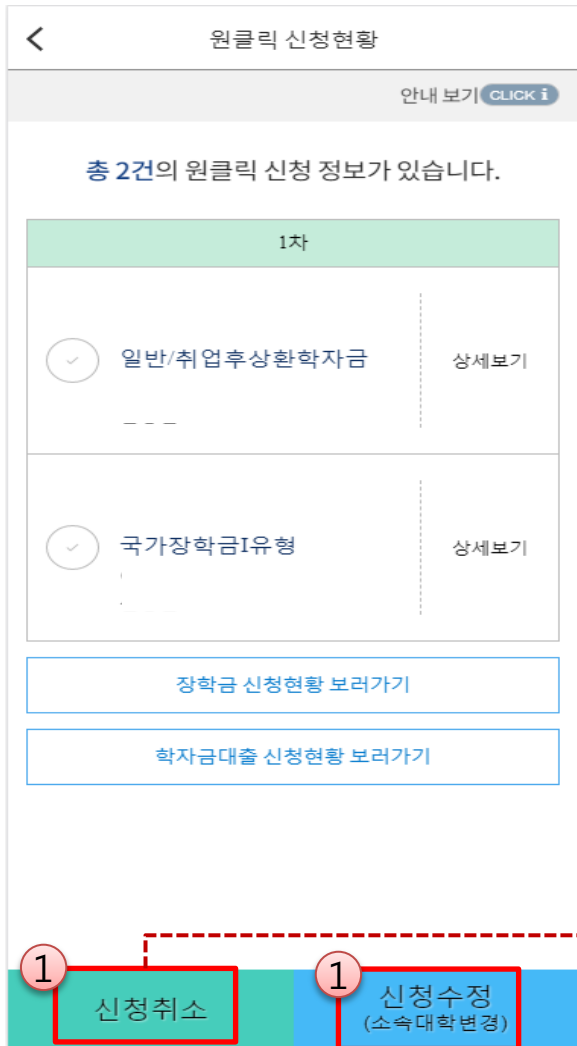 원클릭 신청현황
안내 보기 CLICK i
총 2건의 원클릭 신청 정보가 있습니다.
1차
일반/취업후상환학자금
상세보기
국가장학금I유형
상세보기
장학금 신청현황 보러가기
학자금대출 신청현황 보러가기
1
신청취소
1
신청수정
(소속대학변경)